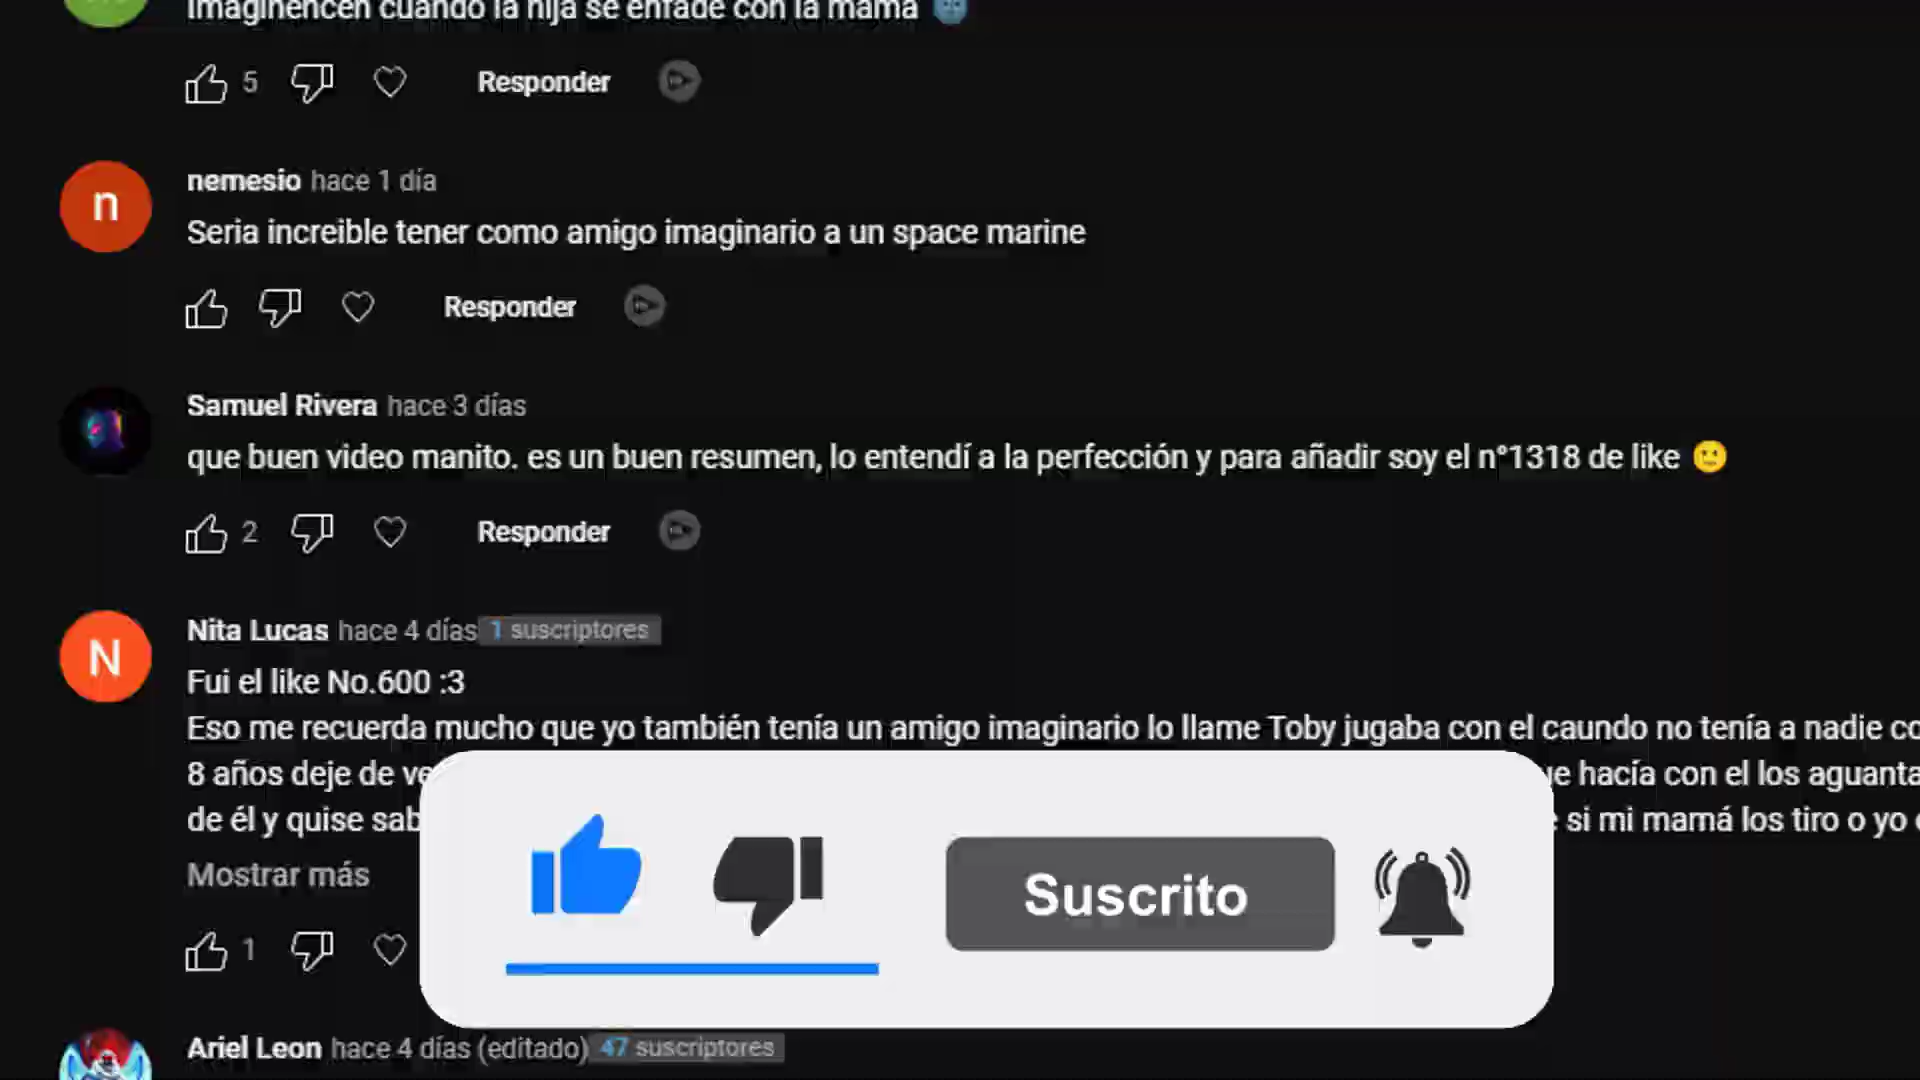 imaginencen cuando la hija se enfade con la mama
5 Responder
n
nemesio hace 1 día
Seria increible tener como amigo imaginario a un space marine
Responder
Samuel Rivera hace 3 días
que buen video manito. es un buen resumen, lo entendí a la perfección y para añadir soy el n°1318 de like
2 Responder
N
Nita Lucas hace 4 días 1 suscriptores
Fui el like No.600 :3
Eso me recuerda mucho que yo también tenía un amigo imaginario lo llame Toby jugaba con el caundo no tenía a nadie
8 años deje de hacía con el los
de él y quise si mi mamá los tiro o yo
Mostrar más
Suscrito
1
Ariel Leon hace 4 días (editado) 47 suscriptores